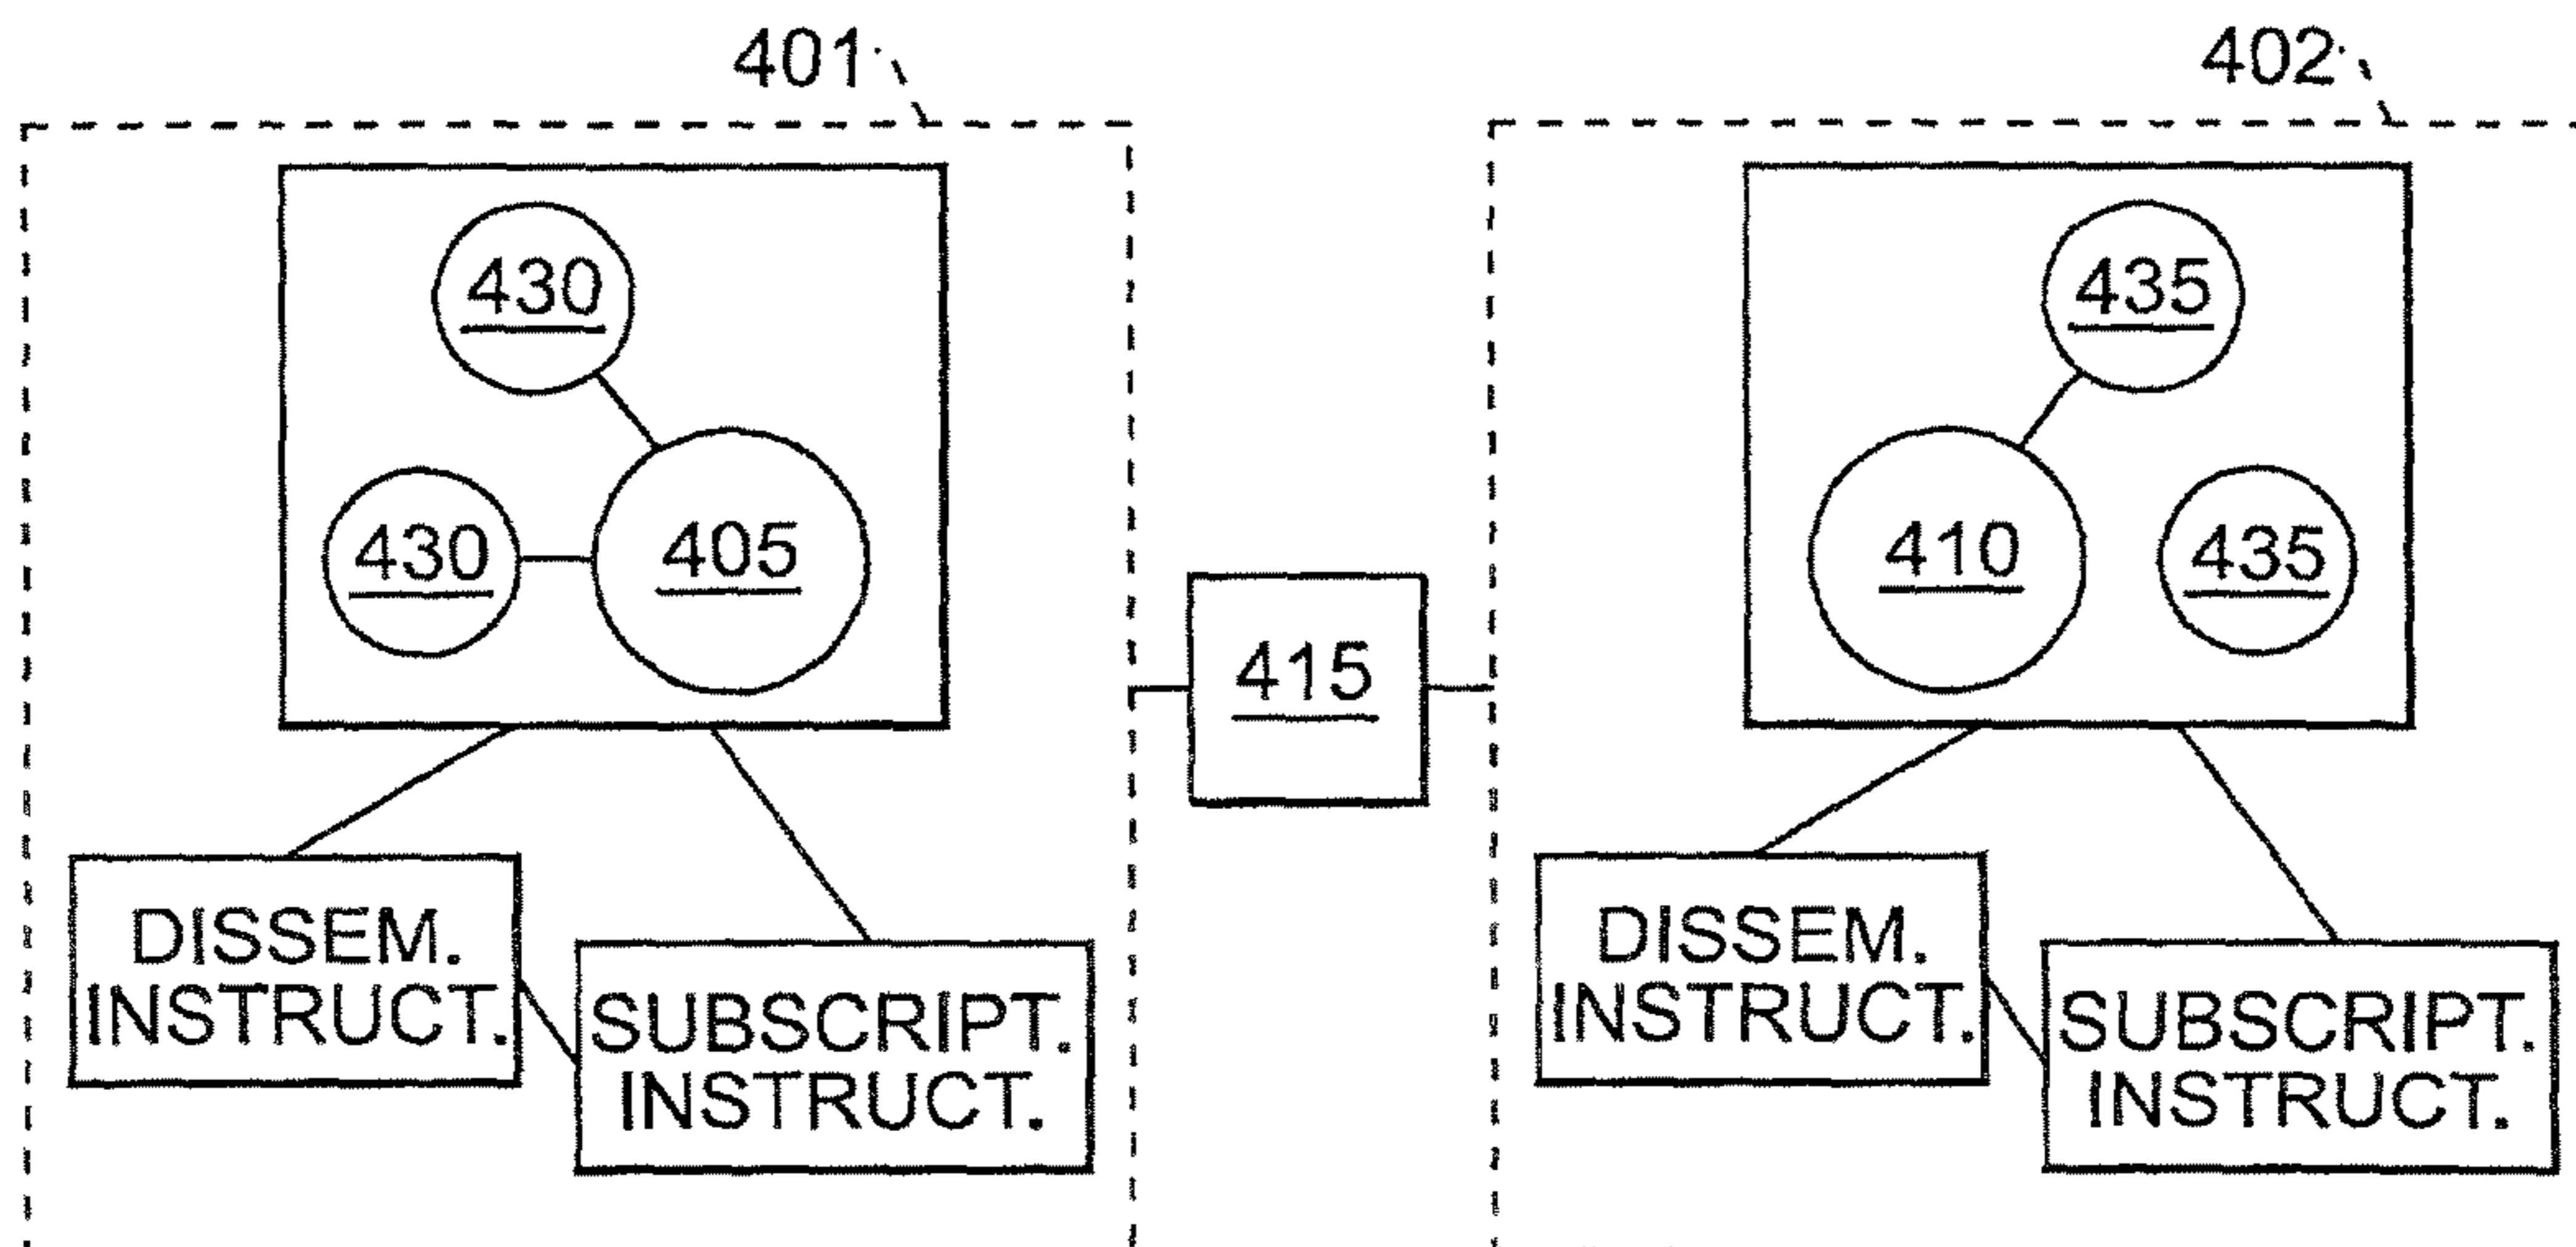 401
402
430
430
405
415
435
410
435
DISSEM.
INSTRUCT.
SUBSCRIPT.
INSTRUCT.
DISSEM.
INSTRUCT.
SUBSCRIPT.
INSTRUCT.